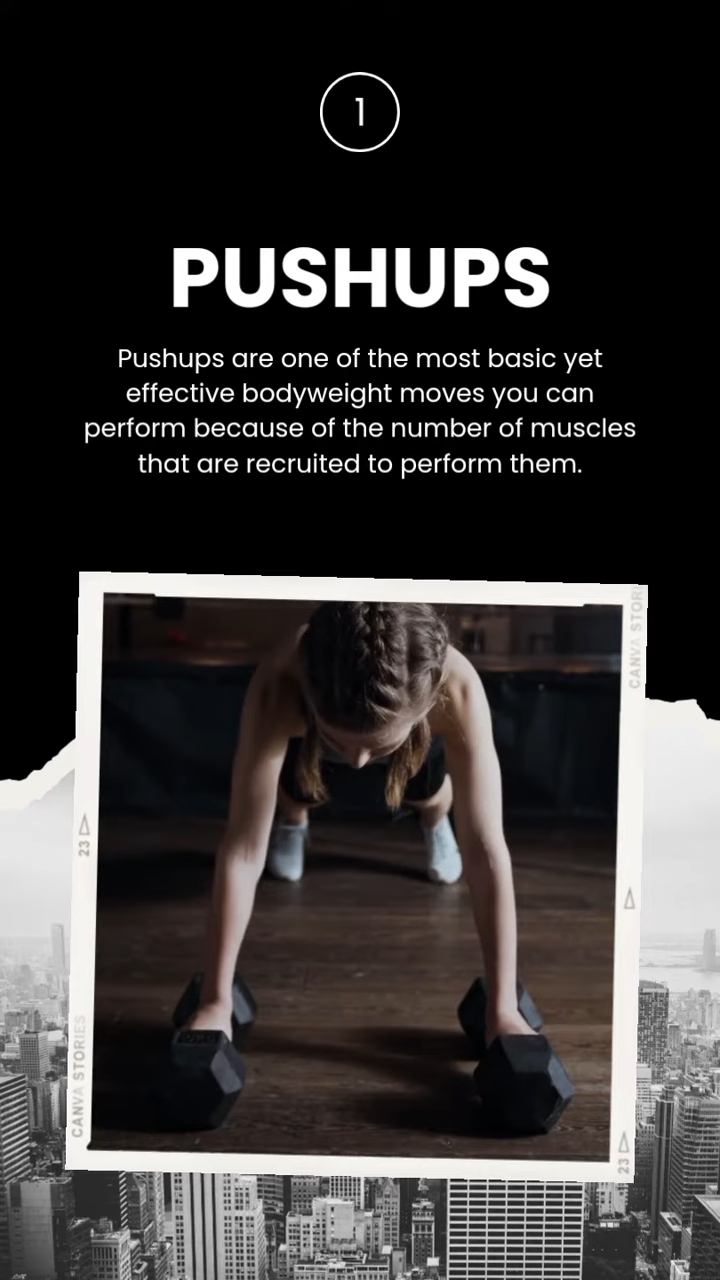 1
PUSHUPS
Pushups are one of the most basic yet
effective bodyweight moves you can
perform because of the number of muscles
that are recruited to perform them.
CANVA STORI
23
CANVA STORIES
23